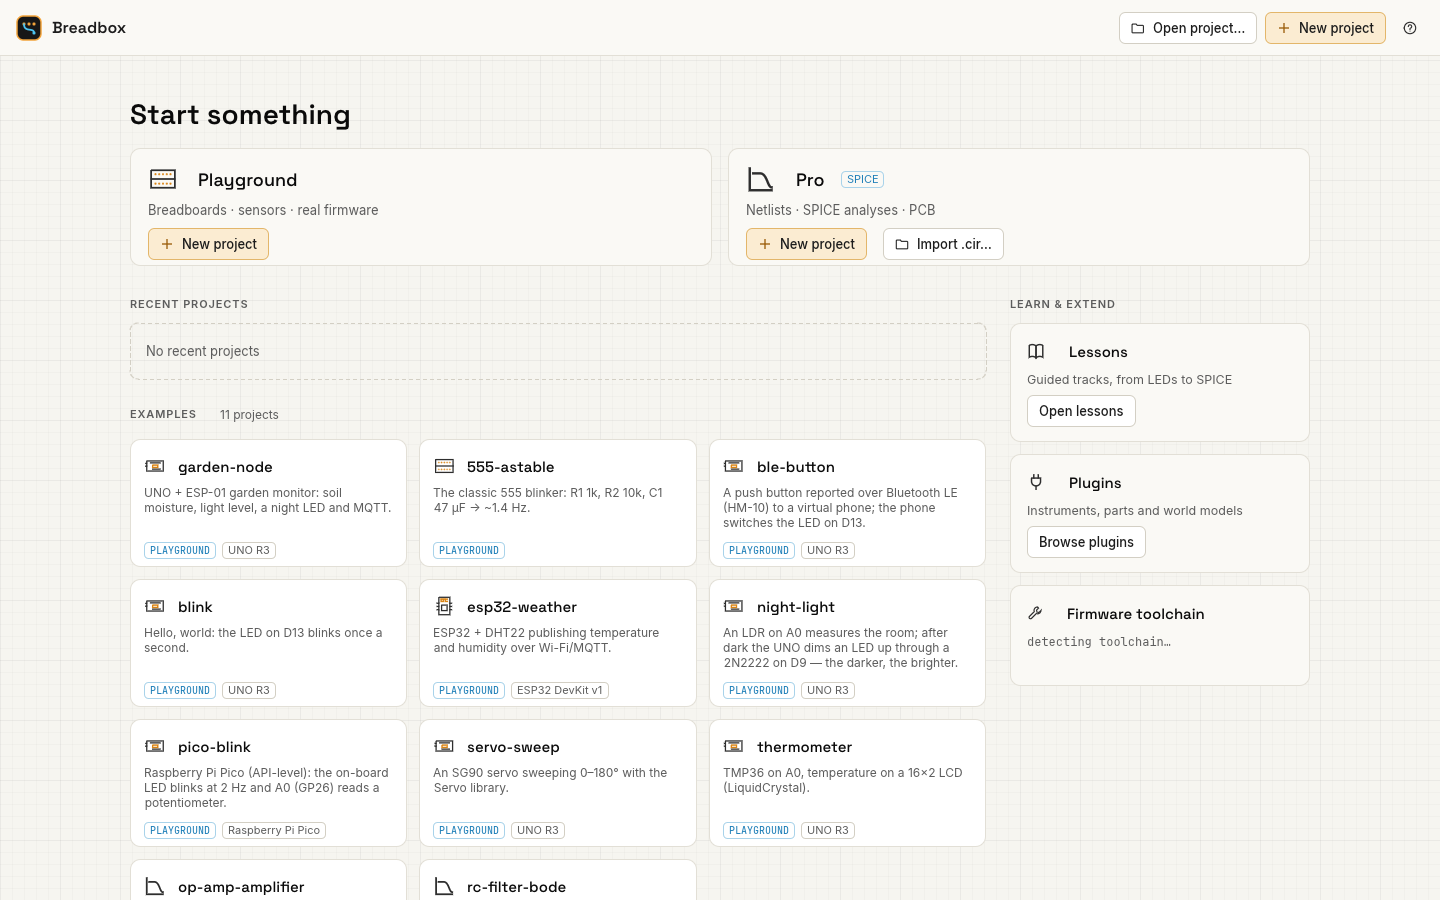 Breadbox
Open project...
New project
Start something
Playground
Breadboards · sensors · real firmware
New project
Pro
SPICE
Netlists · SPICE analyses · PCB
New project
Import .cir...
RECENT PROJECTS
No recent projects
EXAMPLES
11 projects
garden-node
UNO + ESP-01 garden monitor: soil
moisture, light level, a night LED and MQTT.
PLAYGROUND
UNO R3
555-astable
The classic 555 blinker: R1 1k, R2 10k, C1
47 µF → ~1.4 Hz.
PLAYGROUND
ble-button
A push button reported over Bluetooth LE
(HM-10) to a virtual phone; the phone
switches the LED on D13.
PLAYGROUND
UNO R3
blink
Hello, world: the LED on D13 blinks once a
second.
PLAYGROUND
UNO R3
esp32-weather
ESP32 + DHT22 publishing temperature
and humidity over Wi-Fi/MQTT.
PLAYGROUND
ESP32 DevKit v1
night-light
An LDR on A0 measures the room; after
dark the UNO dims an LED up through a
2N2222 on D9 — the darker, the brighter.
PLAYGROUND
UNO R3
pico-blink
Raspberry Pi Pico (API-level): the on-board
LED blinks at 2 Hz and A0 (GP26) reads a
potentiometer.
PLAYGROUND
Raspberry Pi Pico
servo-sweep
An SG90 servo sweeping 0–180° with the
Servo library.
PLAYGROUND
UNO R3
thermometer
TMP36 on A0, temperature on a 16×2 LCD
(LiquidCrystal).
PLAYGROUND
UNO R3
op-amp-amplifier
rc-filter-bode
LEARN & EXTEND
Lessons
Guided tracks, from LEDs to SPICE
Open lessons
Plugins
Instruments, parts and world models
Browse plugins
Firmware toolchain
detecting toolchain…